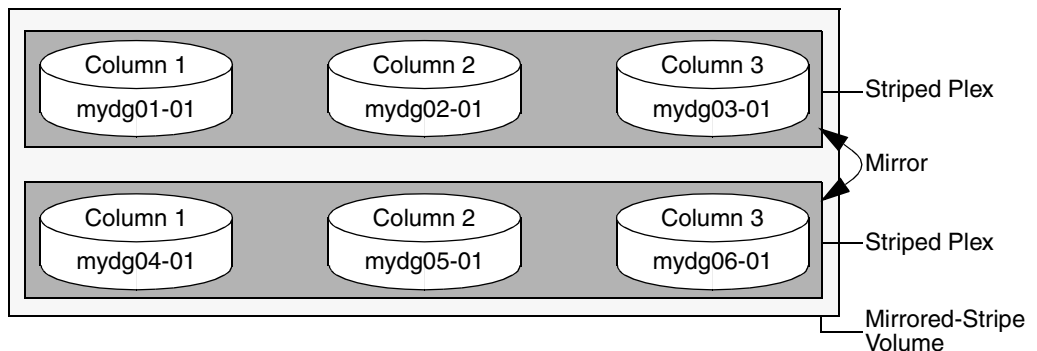 Column 1
mydg01-01
Column 2
mydg02-01
Column 3
mydg03-01
Striped Plex
Mirror
Column 1
mydg04-01
Column 2
mydg05-01
Column 3
mydg06-01
Striped Plex
Mirrored-Stripe
Volume